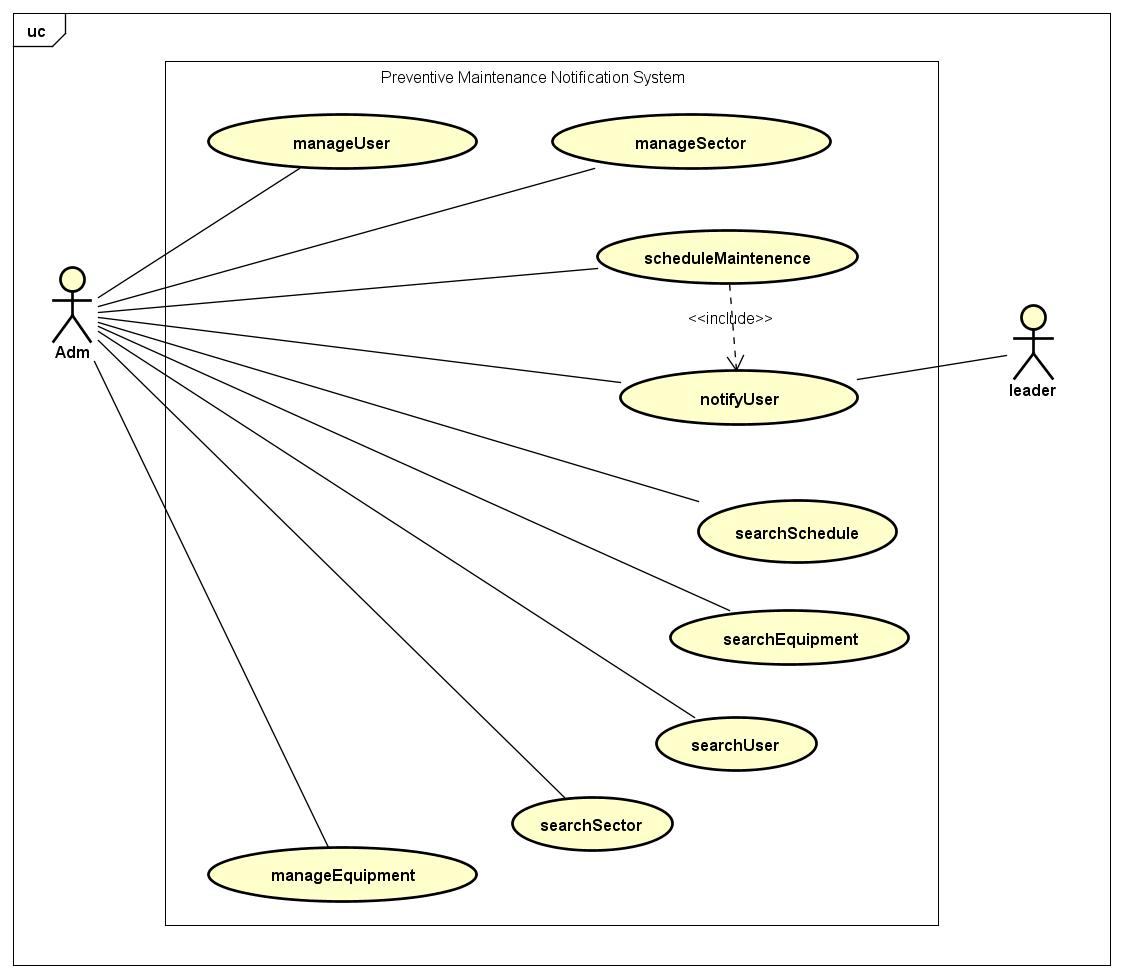 uc
Preventive Maintenance Notification System
manageUser
manageSector
scheduleMaintenence
<<include>>
Adm
notifyUser
leader
searchSchedule
searchEquipment
searchUser
searchSector
manageEquipment